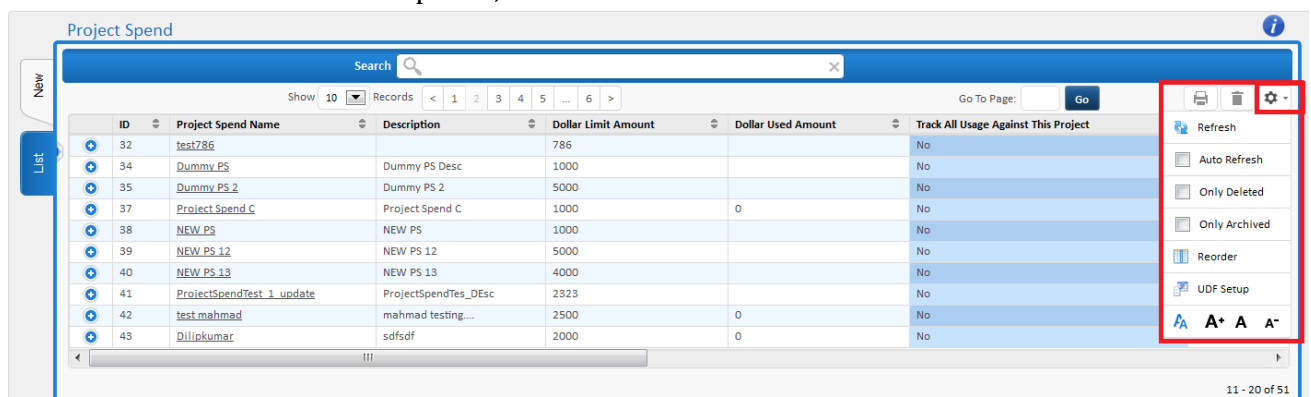 Project Spend
New
List
Search
Show 10 Records < 1 2 3 4 5 ... 6 > Go To Page: Go
ID Project Spend Name Description Dollar Limit Amount Dollar Used Amount Track All Usage Against This Project
32 test786 786 No
34 Dummy PS Dummy PS Desc 1000 No
35 Dummy PS 2 Dummy PS 2 5000 No
37 Project Spend C Project Spend C 1000 0 No
38 NEW PS NEW PS 1000 No
39 NEW PS 12 NEW PS 12 5000 No
40 NEW PS 13 NEW PS 13 4000 No
41 ProjectSpendTest_1_update ProjectSpendTes_DEsc 2323 No
42 test mahmad mahmad testing.... 2500 0 No
43 Dilipkumar sdfsdf 2000 0 No
Refresh
Auto Refresh
Only Deleted
Only Archived
Reorder
UDF Setup
AA A+ A A-
11 - 20 of 51